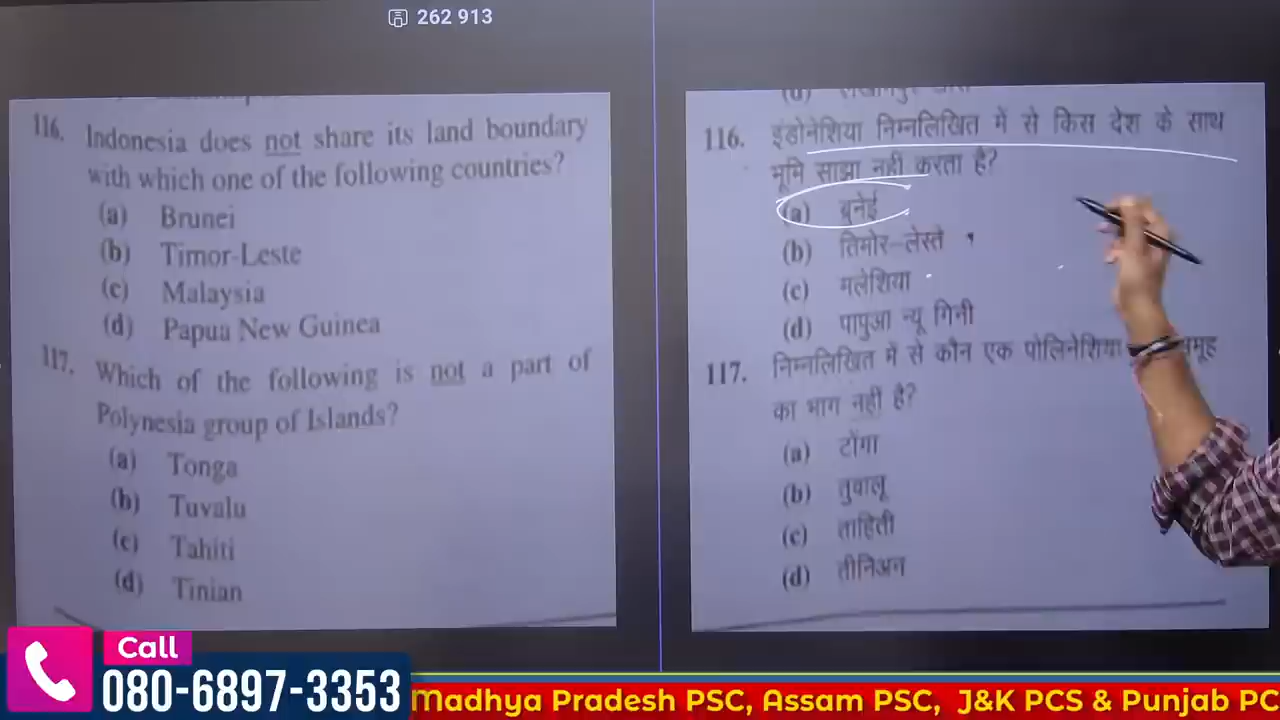 262 913
116. Indonesia does not share its land boundary
with which one of the following countries?
(a) Brunei
(b) Timor-Leste
(c) Malaysia
(d) Papua New Guinea
117. Which of the following is not a part of
Polynesia group of Islands?
(a) Tonga
(b) Tuvalu
(c) Tahiti
(d) Tinian
116. इंडोनेशिया निम्नलिखित में से किस देश के साथ
भूमि साझा नहीं करता है?
(a) ब्रुनेई
(b) तिमोर-लेस्ते
(c) मलेशिया
(d) पापुआ न्यू गिनी
117. निम्नलिखित में से कौन एक पोलिनेशिया
का भाग नहीं है?
(a) टोंगा
(b) तुवालू
(c) ताहिती
(d) तीनिअन
Call
080-6897-3353
Madhya Pradesh PSC, Assam PSC, J&K PCS & Punjab PC